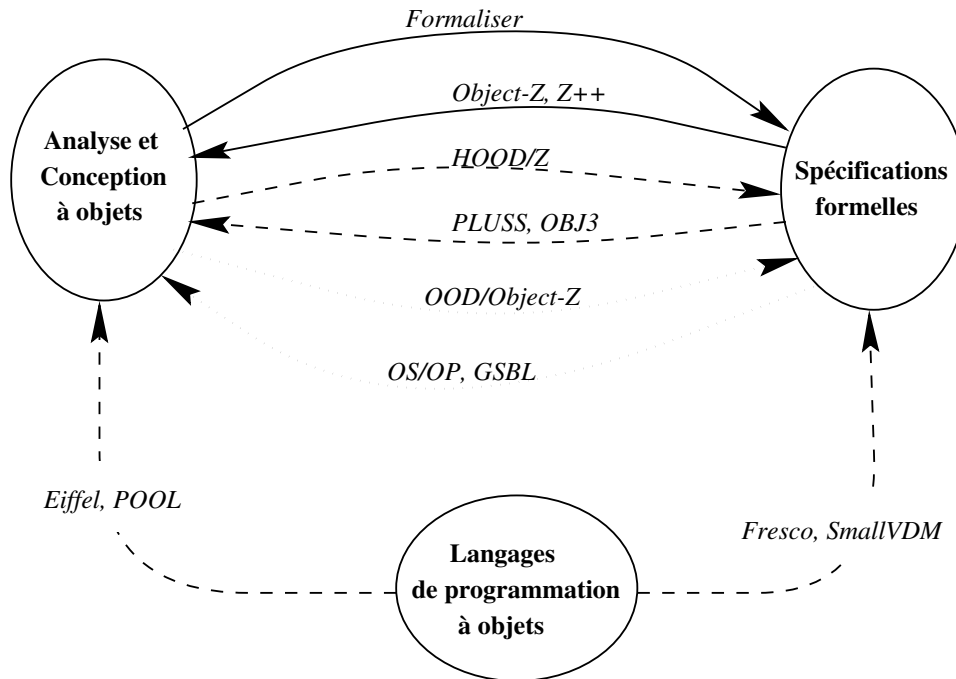 Formaliser
Object-Z, Z++
Analyse et
Conception
à objets
HOOD/Z
Spécifications
formelles
PLUSS, OBJ3
OOD/Object-Z
OS/OP, GSBL
Eiffel, POOL
Fresco, SmallVDM
Langages
de programmation
à objets